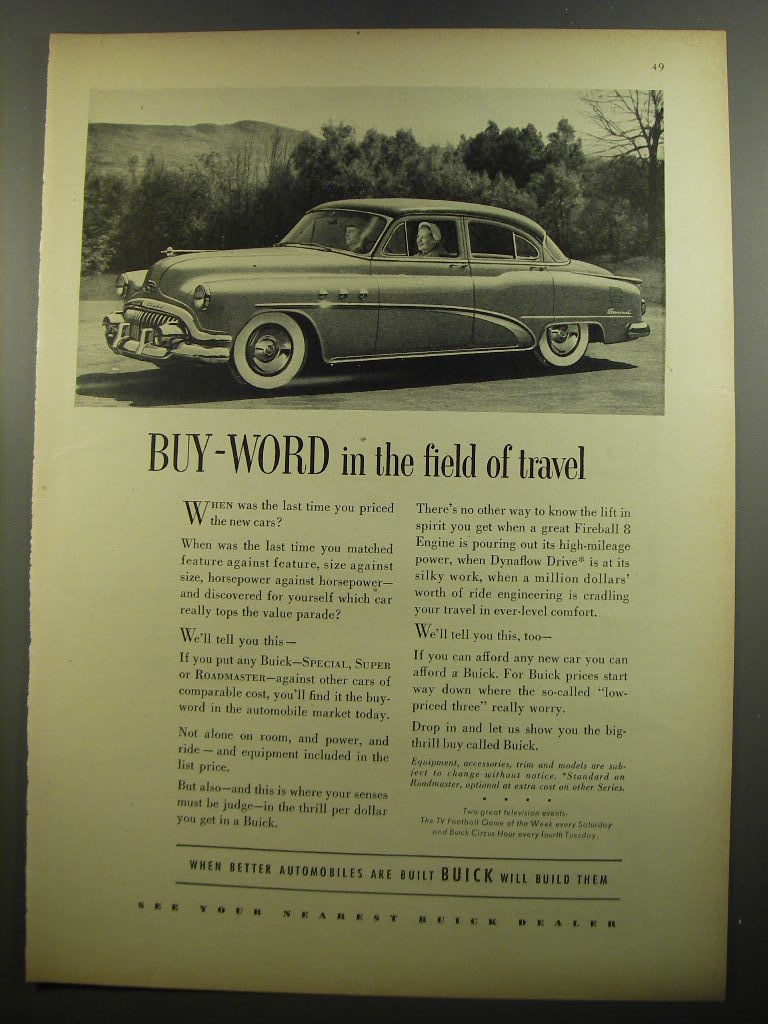 49
Special
BUY-WORD in the field of travel
WHEN was the last time you priced
the new cars?
When was the last time you matched
feature against feature, size against
size, horsepower against horsepower—
and discovered for yourself which car
really tops the value parade?
We'll tell you this—
If you put any Buick—SPECIAL, SUPER
or ROADMASTER—against other cars of
comparable cost, you'll find it the buy-
word in the automobile market today.
Not alone on room, and power, and
ride — and equipment included in the
list price.
But also—and this is where your senses
must be judge—in the thrill per dollar
you get in a Buick.
There's no other way to know the lift in
spirit you get when a great Fireball 8
Engine is pouring out its high-mileage
power, when Dynaflow Drive* is at its
silky work, when a million dollars'
worth of ride engineering is cradling
your travel in ever-level comfort.
We'll tell you this, too—
If you can afford any new car you can
afford a Buick. For Buick prices start
way down where the so-called "low-
priced three" really worry.
Drop in and let us show you the big-
thrill buy called Buick.
Equipment, accessories, trim and models are sub-
ject to change without notice. *Standard on
Roadmaster, optional at extra cost on other Series.
Two great television events:
The TV Football Game of the Week every Saturday
and Buick Circus Hour every fourth Tuesday.
WHEN BETTER AUTOMOBILES ARE BUILT BUICK WILL BUILD THEM
SEE YOUR NEAREST BUICK DEALER